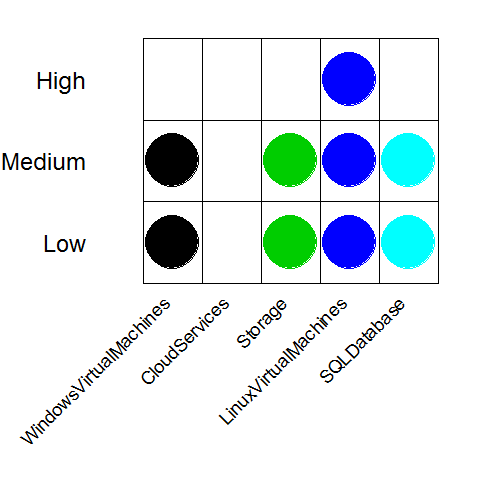 High
Medium
Low
WindowsVirtualMachines
CloudServices
Storage
LinuxVirtualMachines
SQLDatabase